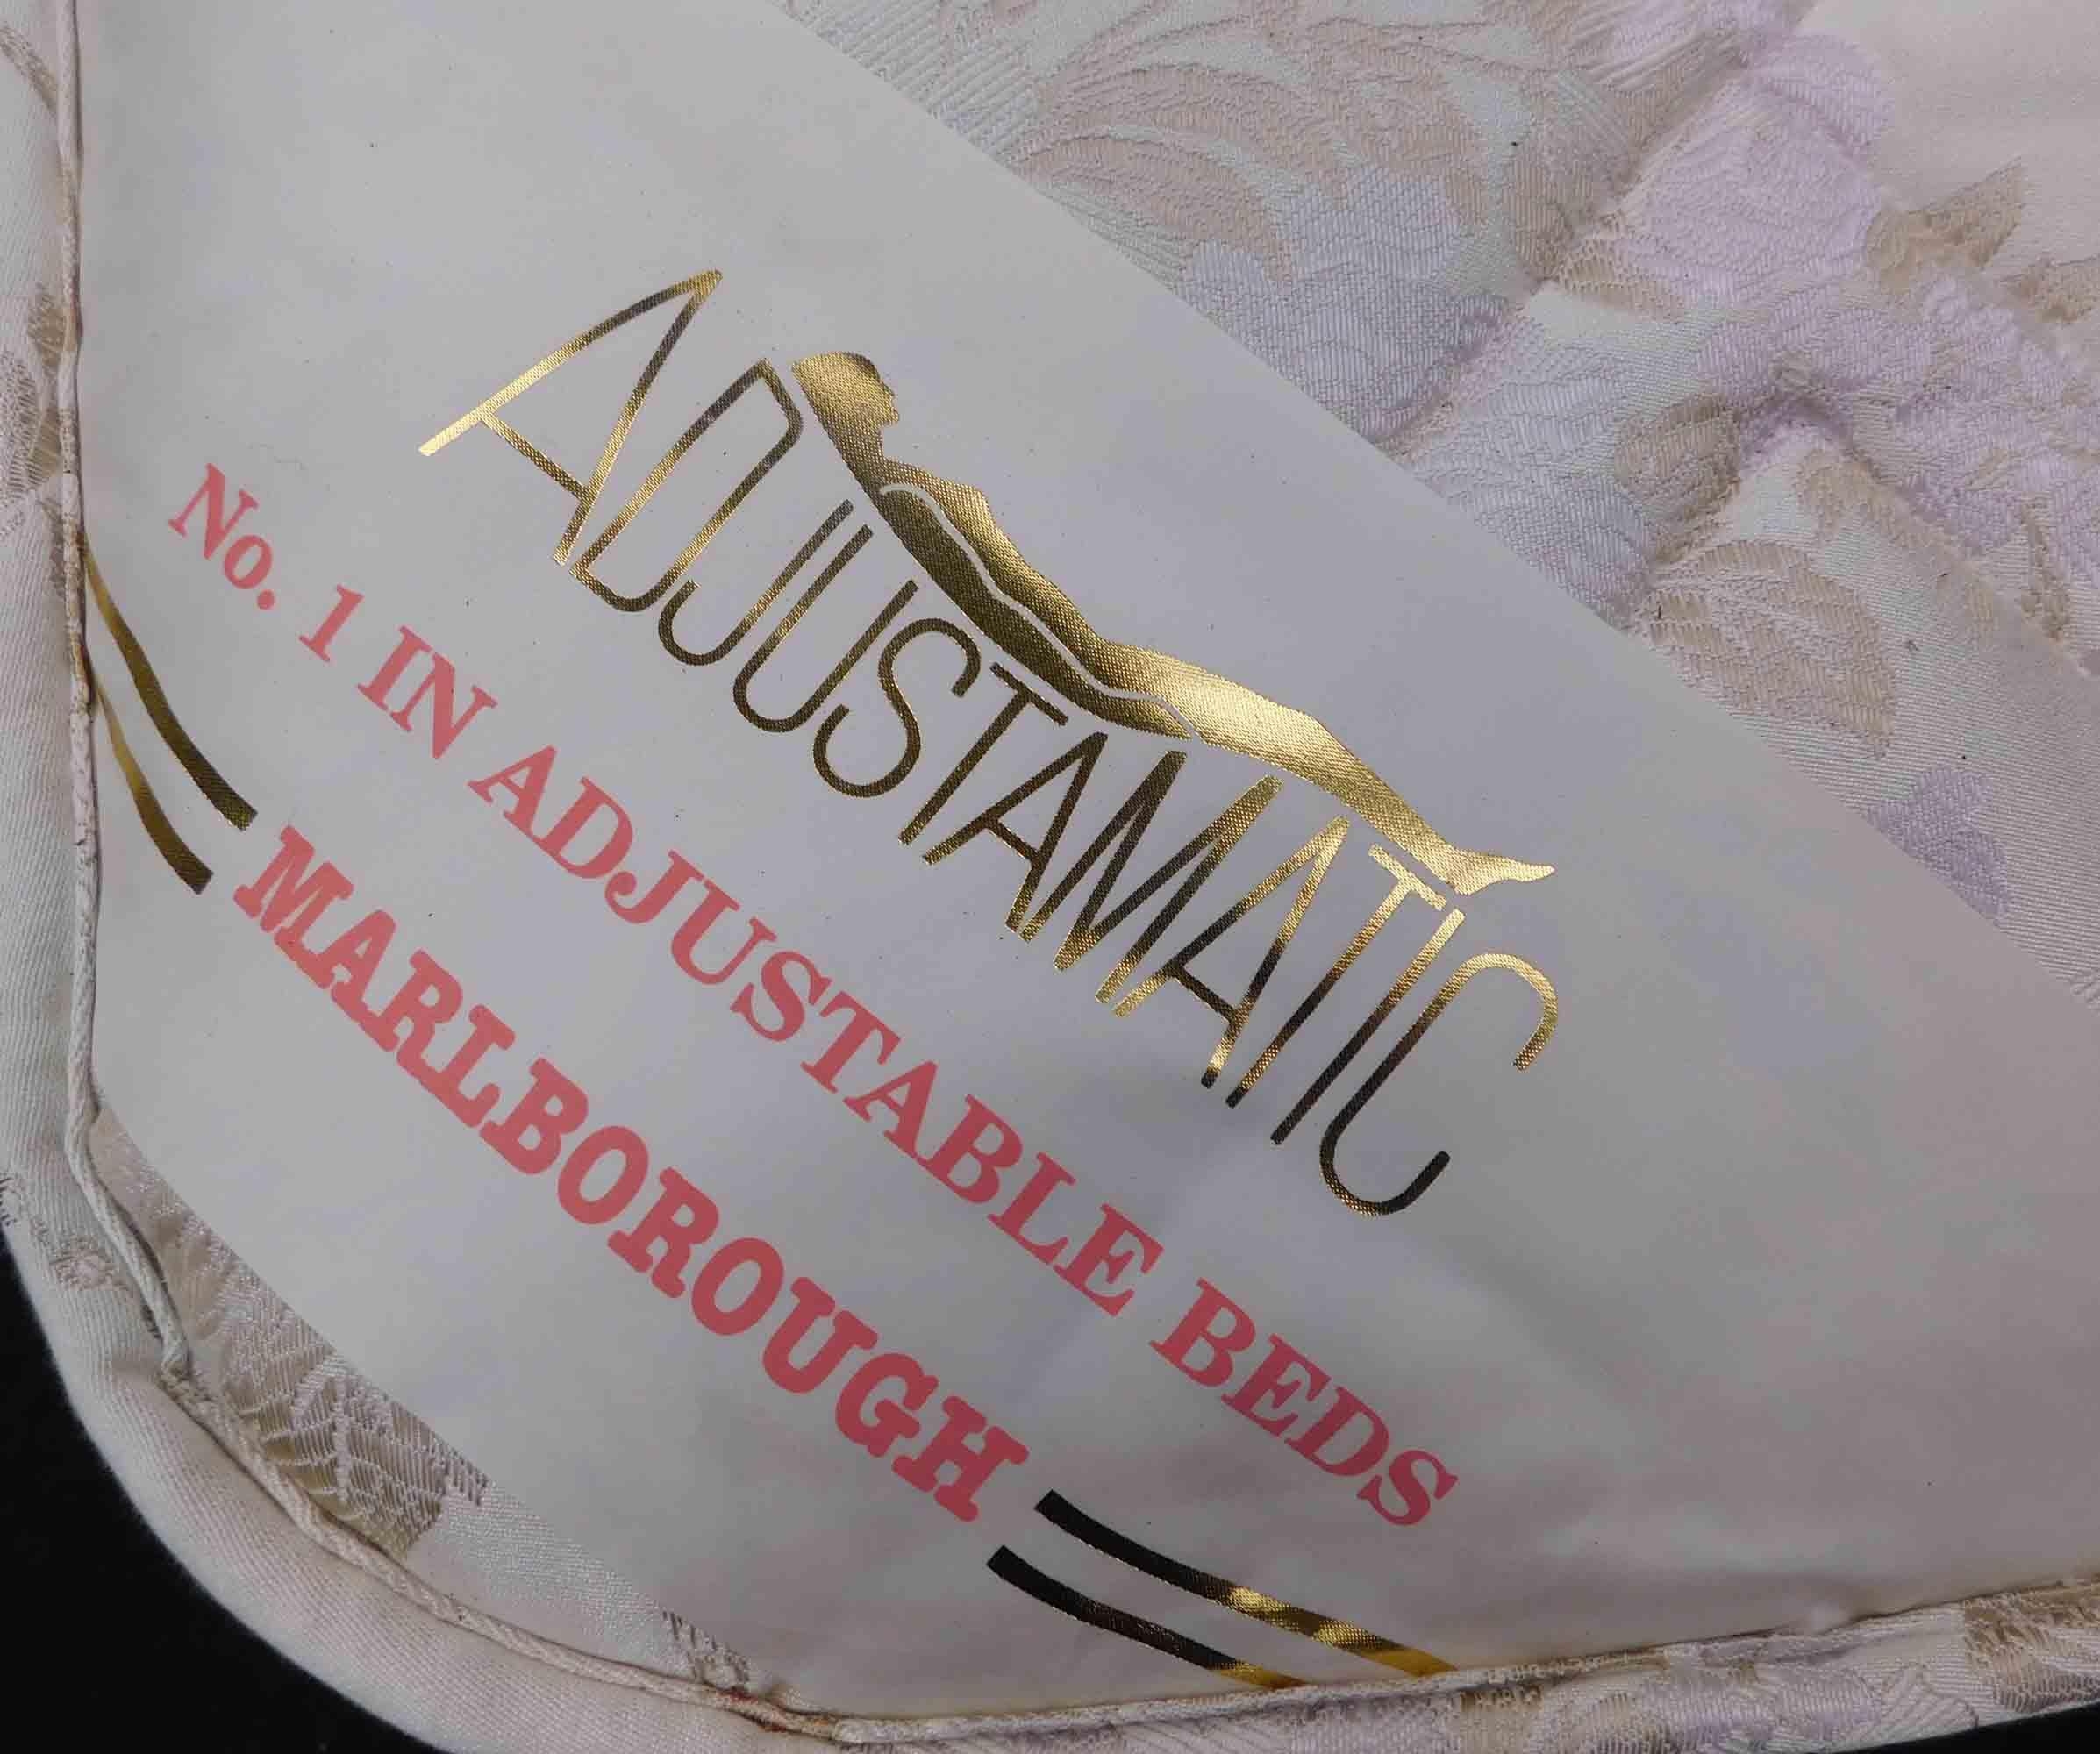 ADJUSTAMATIC
No. 1 IN ADJUSTABLE BEDS
MARLBOROUGH